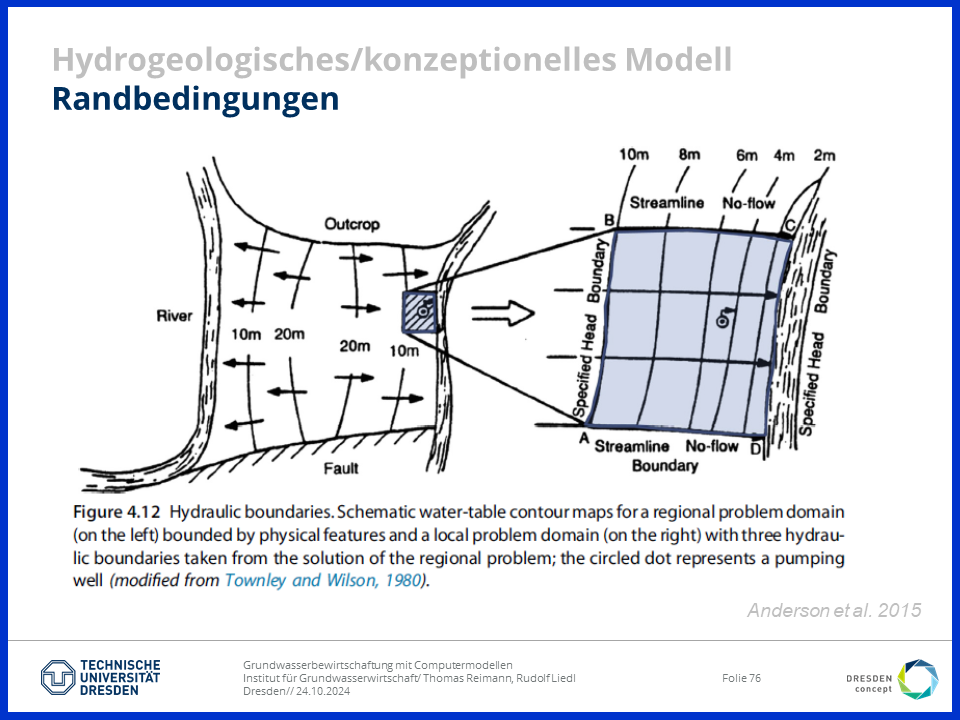 Hydrogeologisches/konzeptionelles Modell
Randbedingungen
10m 8m 6m 4m 2m
Streamline No-flow
B
C
Outcrop
River
10m 20m
20m 10m
Specified Head Boundary
Specified Head Boundary
A
D
Streamline No-flow
Boundary
Fault
Figure 4.12 Hydraulic boundaries. Schematic water-table contour maps for a regional problem domain
(on the left) bounded by physical features and a local problem domain (on the right) with three hydrau-
lic boundaries taken from the solution of the regional problem; the circled dot represents a pumping
well (modified from Townley and Wilson, 1980).
Anderson et al. 2015
TECHNISCHE
UNIVERSITÄT
DRESDEN
Grundwasserbewirtschaftung mit Computermodellen
Institut für Grundwasserwirtschaft/ Thomas Reimann, Rudolf Liedl
Dresden// 24.10.2024
Folie 76
DRESDEN
concept